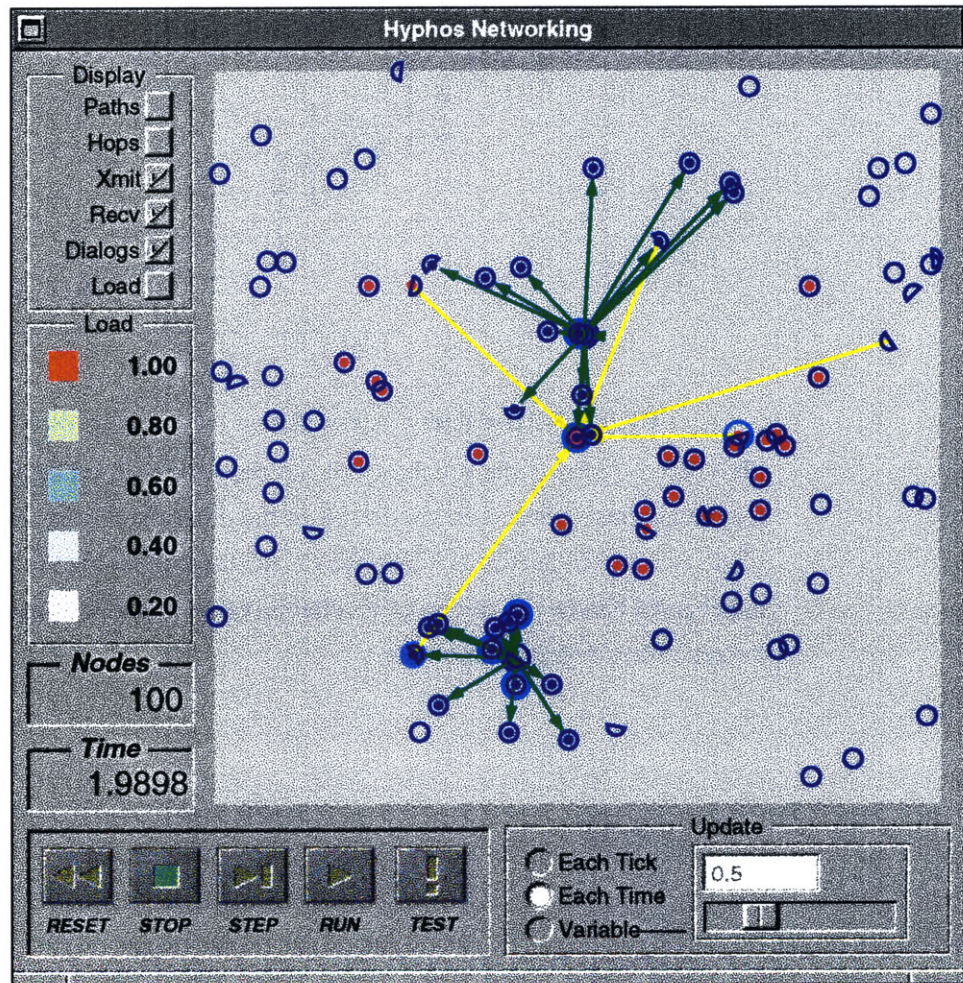 Hyphos Networking
Display
Paths
Hops
Xmit
Recv
Dialogs
Load
Load
1.00
0.80
0.60
0.40
0.20
Nodes
100
Time
1.9898
RESET STOP STEP RUN TEST
Update
Each Tick
Each Time
Variable
0.5